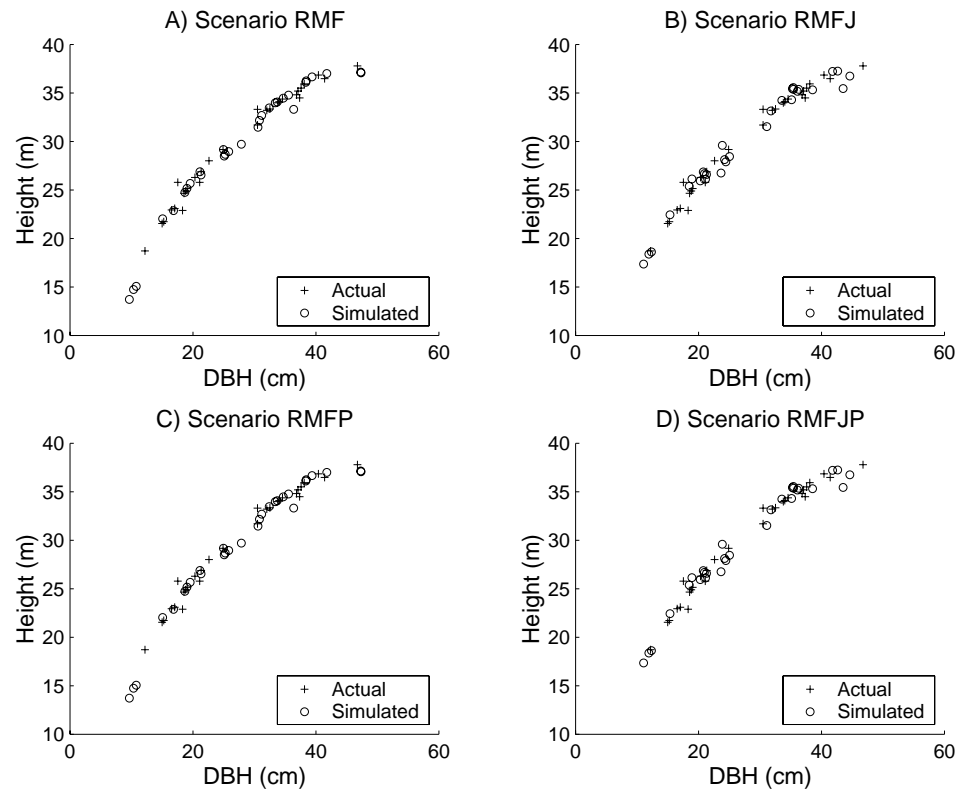 A) Scenario RMF
40
35
30
25
20
15
10
Height (m)
Actual
Simulated
0
20
40
60
DBH (cm)
B) Scenario RMFJ
40
35
30
25
20
15
10
Height (m)
Actual
Simulated
0
20
40
60
DBH (cm)
C) Scenario RMFP
40
35
30
25
20
15
10
Height (m)
Actual
Simulated
0
20
40
60
DBH (cm)
D) Scenario RMFJP
40
35
30
25
20
15
10
Height (m)
Actual
Simulated
0
20
40
60
DBH (cm)